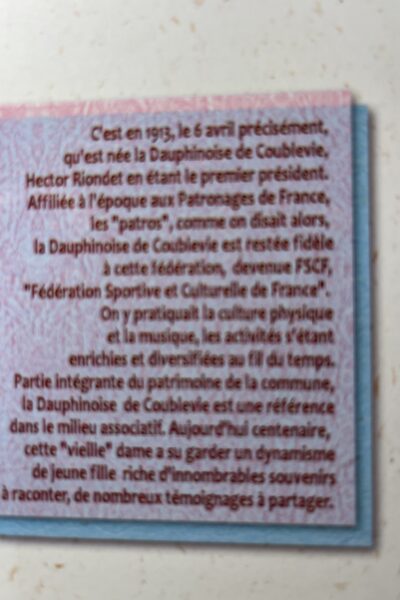 C'est en 1913, le 6 avril précisément,
qu'est née la Dauphinoise de Coublevie,
Hector Riondet en étant le premier président.
Affiliée à l'époque aux Patronages de France,
les "patros", comme on disait alors,
la Dauphinoise de Coublevie est restée fidèle
à cette fédération, devenue FSCF,
"Fédération Sportive et Culturelle de France".
On y pratiquait la culture physique
et la musique, les activités s'étant
enrichies et diversifiées au fil du temps.
Partie intégrante du patrimoine de la commune,
la Dauphinoise de Coublevie est une référence
dans le milieu associatif. Aujourd'hui centenaire,
cette "vieille" dame a su garder un dynamisme
de jeune fille riche d'innombrables souvenirs
à raconter, de nombreux témoignages à partager.